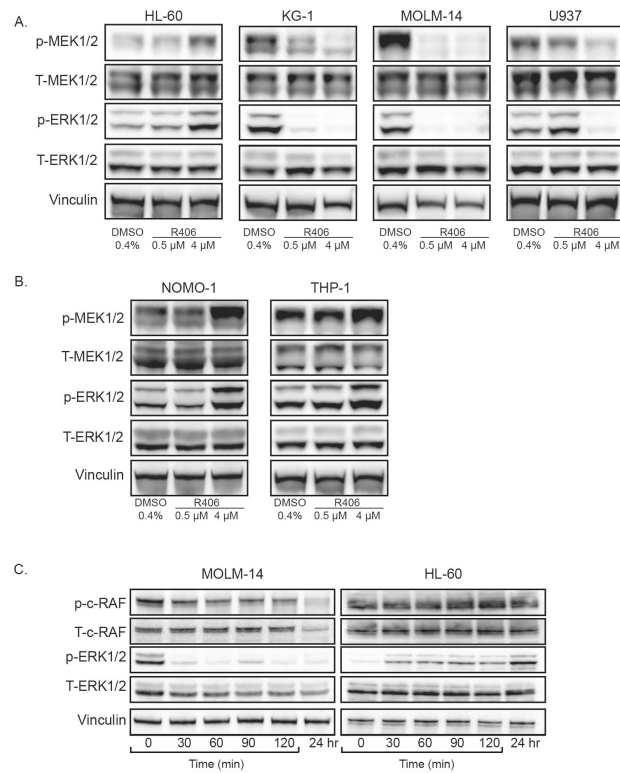 A.
HL-60 KG-1 MOLM-14 U937
p-MEK1/2
T-MEK1/2
p-ERK1/2
T-ERK1/2
Vinculin
DMSO R406 DMSO R406 DMSO R406 DMSO R406
0.4% 0.5 µM 4 µM 0.4% 0.5 µM 4 µM 0.4% 0.5 µM 4 µM 0.4% 0.5 µM 4 µM
B.
NOMO-1 THP-1
p-MEK1/2
T-MEK1/2
p-ERK1/2
T-ERK1/2
Vinculin
DMSO R406 DMSO R406
0.4% 0.5 µM 4 µM 0.4% 0.5 µM 4 µM
C.
MOLM-14 HL-60
p-c-RAF
T-c-RAF
p-ERK1/2
T-ERK1/2
Vinculin
0 30 60 90 120 24 hr 0 30 60 90 120 24 hr
Time (min) Time (min)